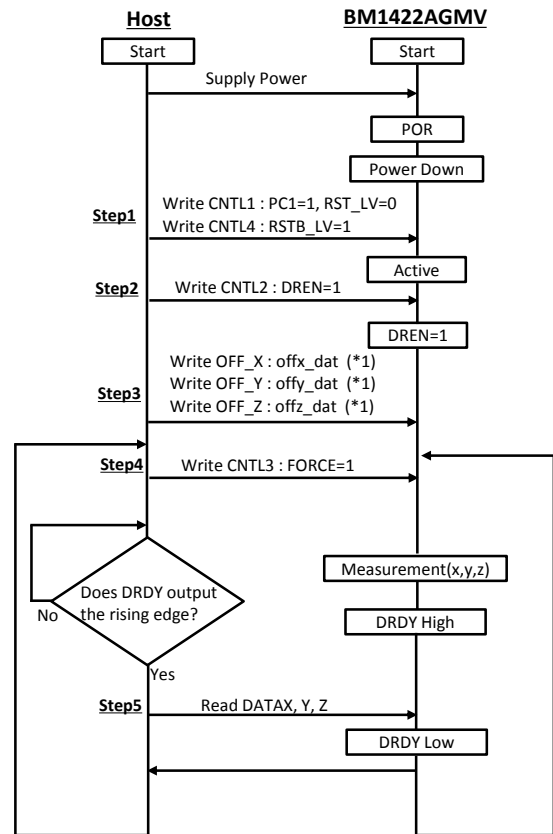 Host
BM1422AGMV
Start
Start
Supply Power
POR
Power Down
Step1
Write CNTL1 : PC1=1, RST_LV=0
Write CNTL4 : RSTB_LV=1
Active
Step2
Write CNTL2 : DREN=1
DREN=1
Step3
Write OFF_X : offx_dat (*1)
Write OFF_Y : offy_dat (*1)
Write OFF_Z : offz_dat (*1)
Step4
Write CNTL3 : FORCE=1
Measurement(x,y,z)
Does DRDY output
the rising edge?
No
DRDY High
Yes
Step5
Read DATAX, Y, Z
DRDY Low